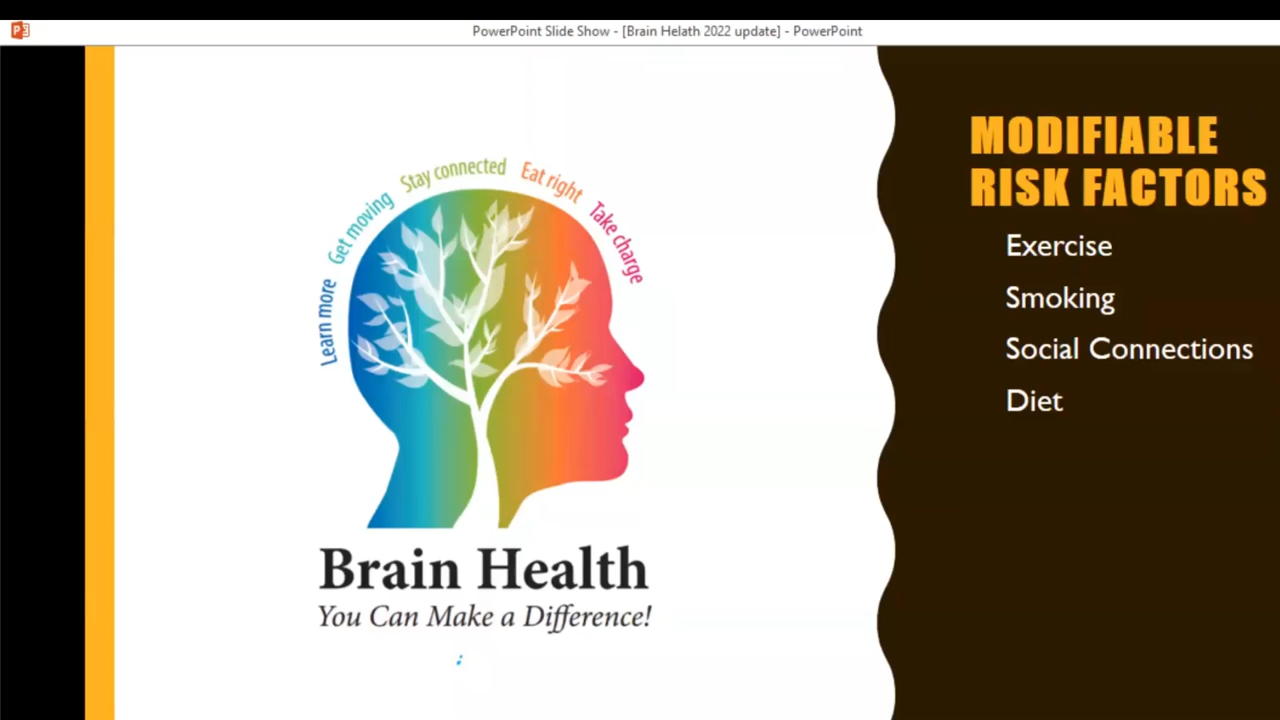 PowerPoint Slide Show - [Brain Helath 2022 update] - PowerPoint
Learn more
Get moving
Stay connected
Eat right
Take charge
Brain Health
You Can Make a Difference!
MODIFIABLE
RISK FACTORS
Exercise
Smoking
Social Connections
Diet